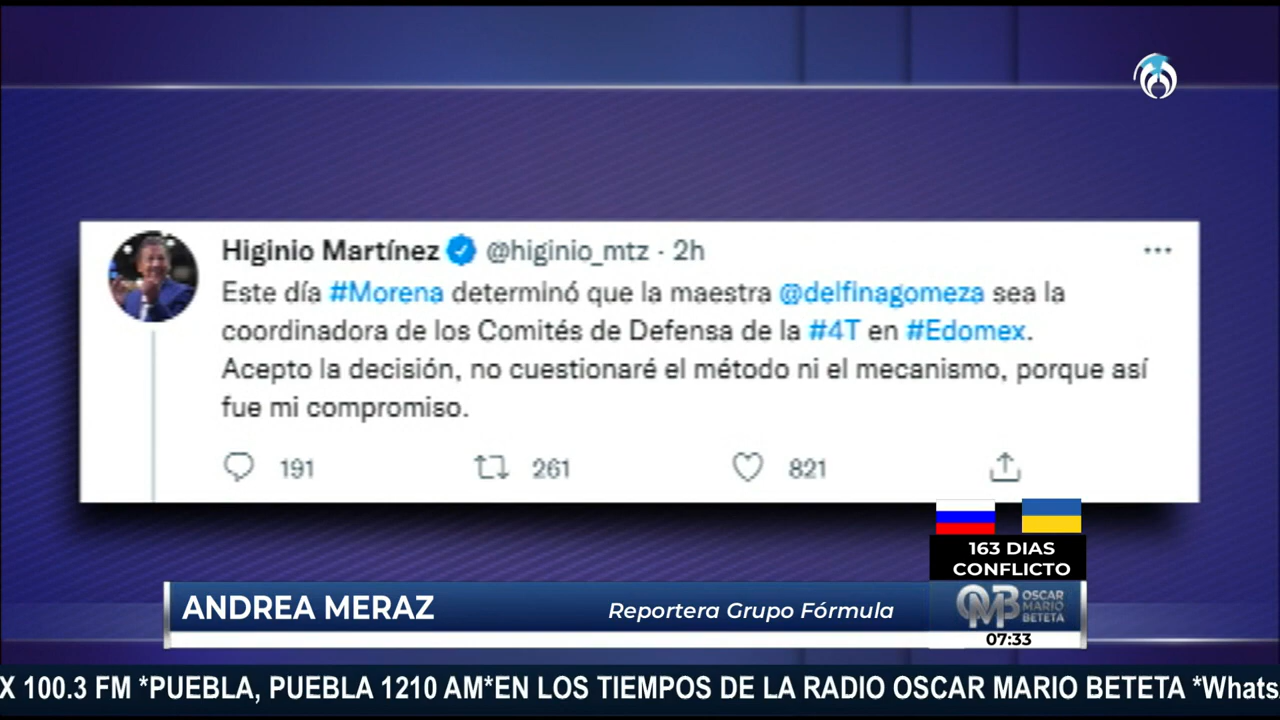 Higinio Martínez @higinio_mtz · 2h
Este día #Morena determinó que la maestra @delfinagomeza sea la
coordinadora de los Comités de Defensa de la #4T en #Edomex.
Acepto la decisión, no cuestionaré el método ni el mecanismo, porque así
fue mi compromiso.
191 261 821
163 DIAS
CONFLICTO
ANDREA MERAZ
Reportera Grupo Fórmula
OMB OSCAR
MARIO
BETETA
07:33
X 100.3 FM *PUEBLA, PUEBLA 1210 AM*EN LOS TIEMPOS DE LA RADIO OSCAR MARIO BETETA *Whats